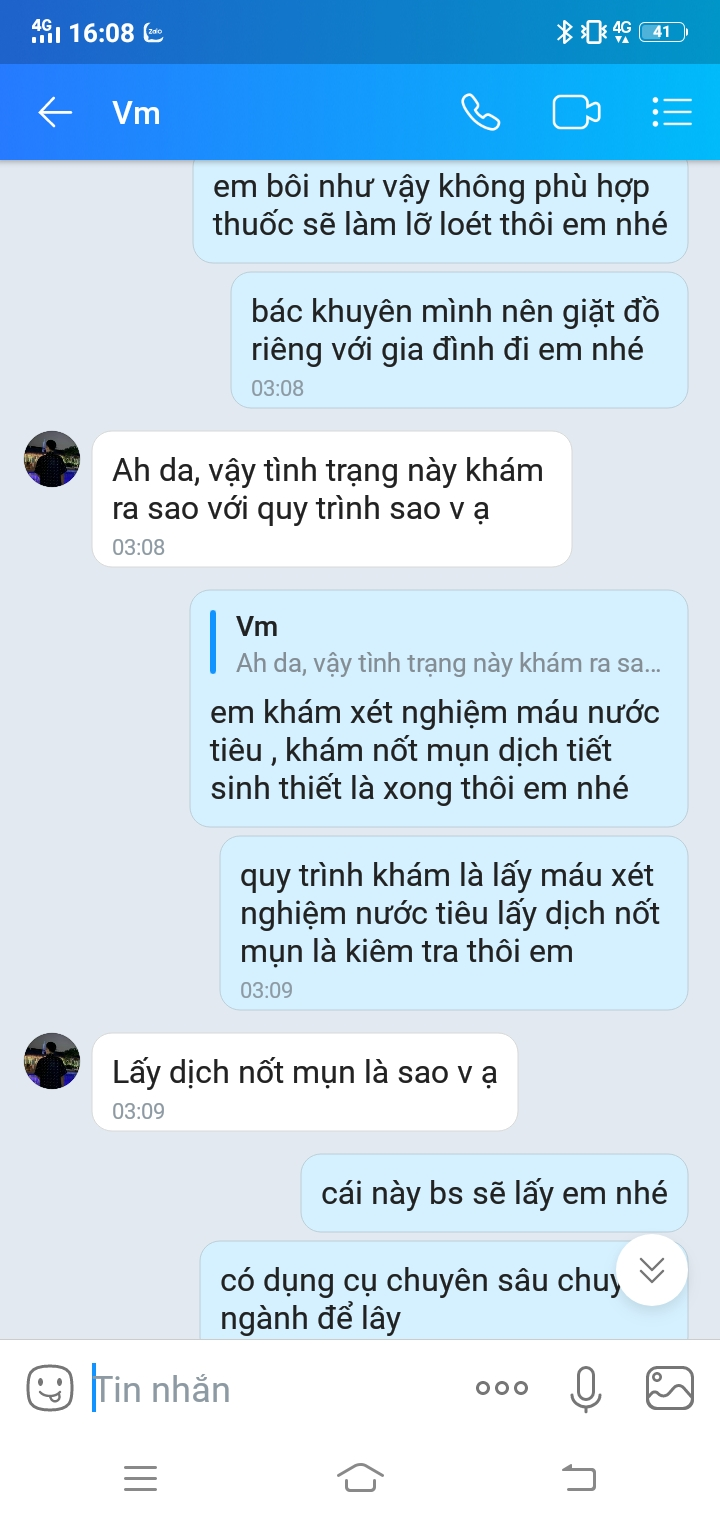 4G 16:08 Zalo 4G 41
Vm
em bôi như vậy không phù hợp
thuốc sẽ làm lỡ loét thôi em nhé
bác khuyên mình nên giặt đồ
riêng với gia đình đi em nhé
03:08
Ah da, vậy tình trạng này khám
ra sao với quy trình sao v ạ
03:08
Vm
Ah da, vậy tình trạng này khám ra sa...
em khám xét nghiệm máu nước
tiêu , khám nốt mụn dịch tiết
sinh thiết là xong thôi em nhé
quy trình khám là lấy máu xét
nghiệm nước tiêu lấy dịch nốt
mụn là kiêm tra thôi em
03:09
Lấy dịch nốt mụn là sao v ạ
03:09
cái này bs sẽ lấy em nhé
có dụng cụ chuyên sâu
ngành để lây
Tin nhắn